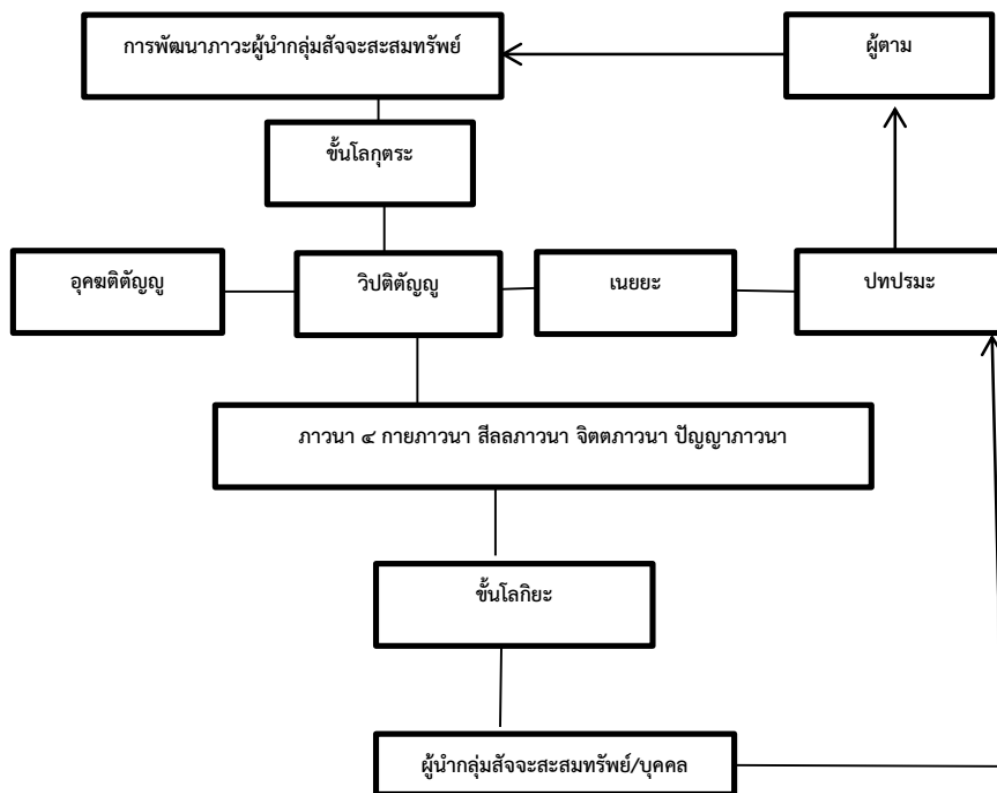 การพัฒนาภาวะผู้นำกลุ่มสัจจะสะสมทรัพย์
ผู้ตาม
ขั้นโลกุตระ
อุคฆติตัญญู
วิปติตัญญู
เนยยะ
ปทปรมะ
ภาวนา ๔ กายภาวนา สีลลภาวนา จิตตภาวนา ปัญญาภาวนา
ขั้นโลกิยะ
ผู้นำกลุ่มสัจจะสะสมทรัพย์/บุคคล